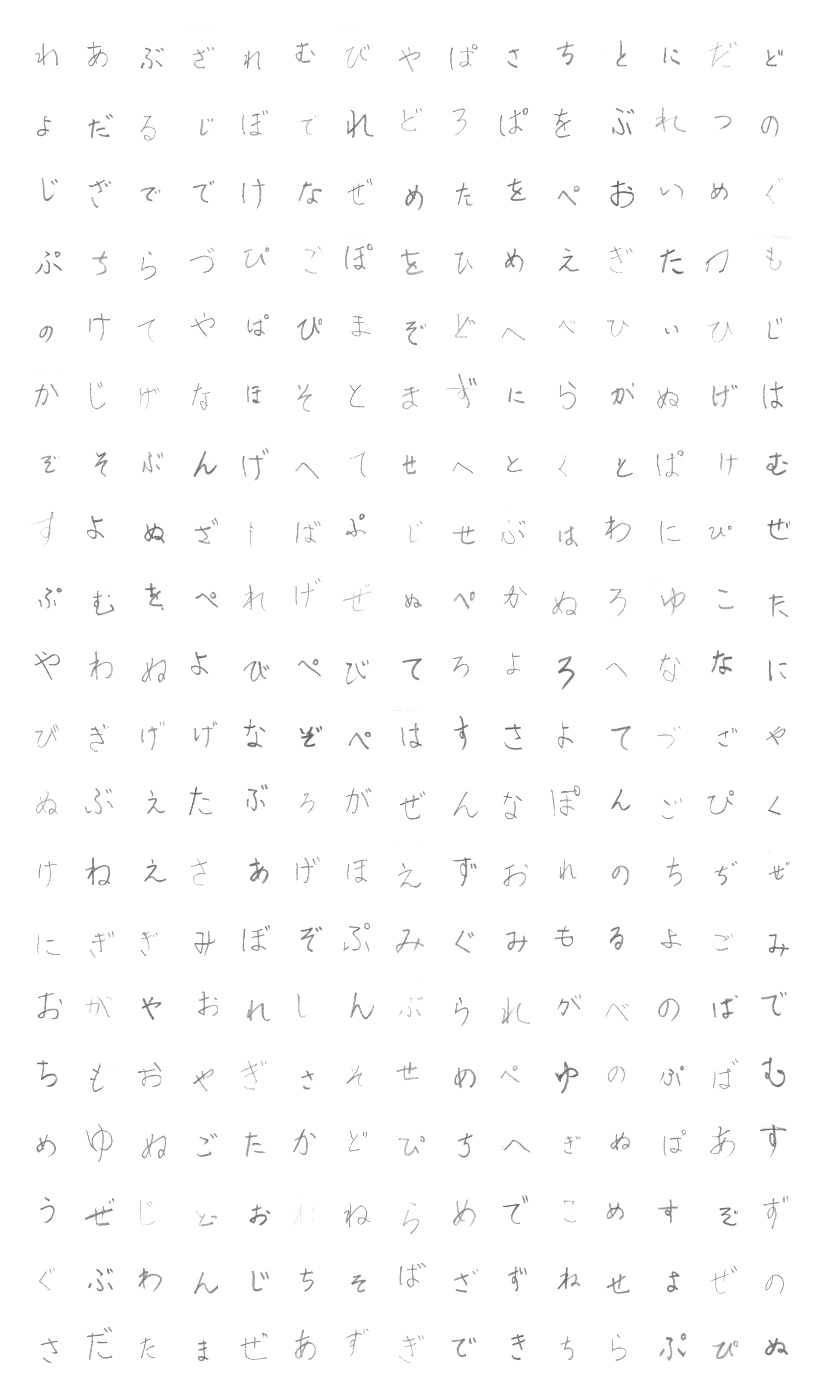 わあぶざれむびやぱさちとにだど
よだるじぼでれどろぱをぶれつの
じざででけなぜめたをぺおいめぐ
ぷちらづぴごぽをひめえぎたつも
のけてやぱぴまぞどへべひいひじ
かじげなほそとまずにらがぬげは
ぞそぶんげへてせへとくとぱけむ
すよぬざばぷじせぶはわにぴぜ
ぷむをぺれげぜぬぺかぬろゆこた
やわぬよびぺびてろよろへななに
びぎげげなぞぺはすさよてづざや
ぬぶえたぶろがぜんなぽんごぴく
けねえさあげほえずおれのちぢぜ
にぎぎみぼぞぷみぐみもるよごみ
おがやおれしんぶられがべのばで
ちもおやぎさそせめぺゆのぷばむ
めゆぬごたかどぴちへぎぬぱあす
うぜじどおねらめでこめすぞず
ぐぶわんじちそばざずねせよぜの
さだたまぜあずぎできちらぷぴぬ